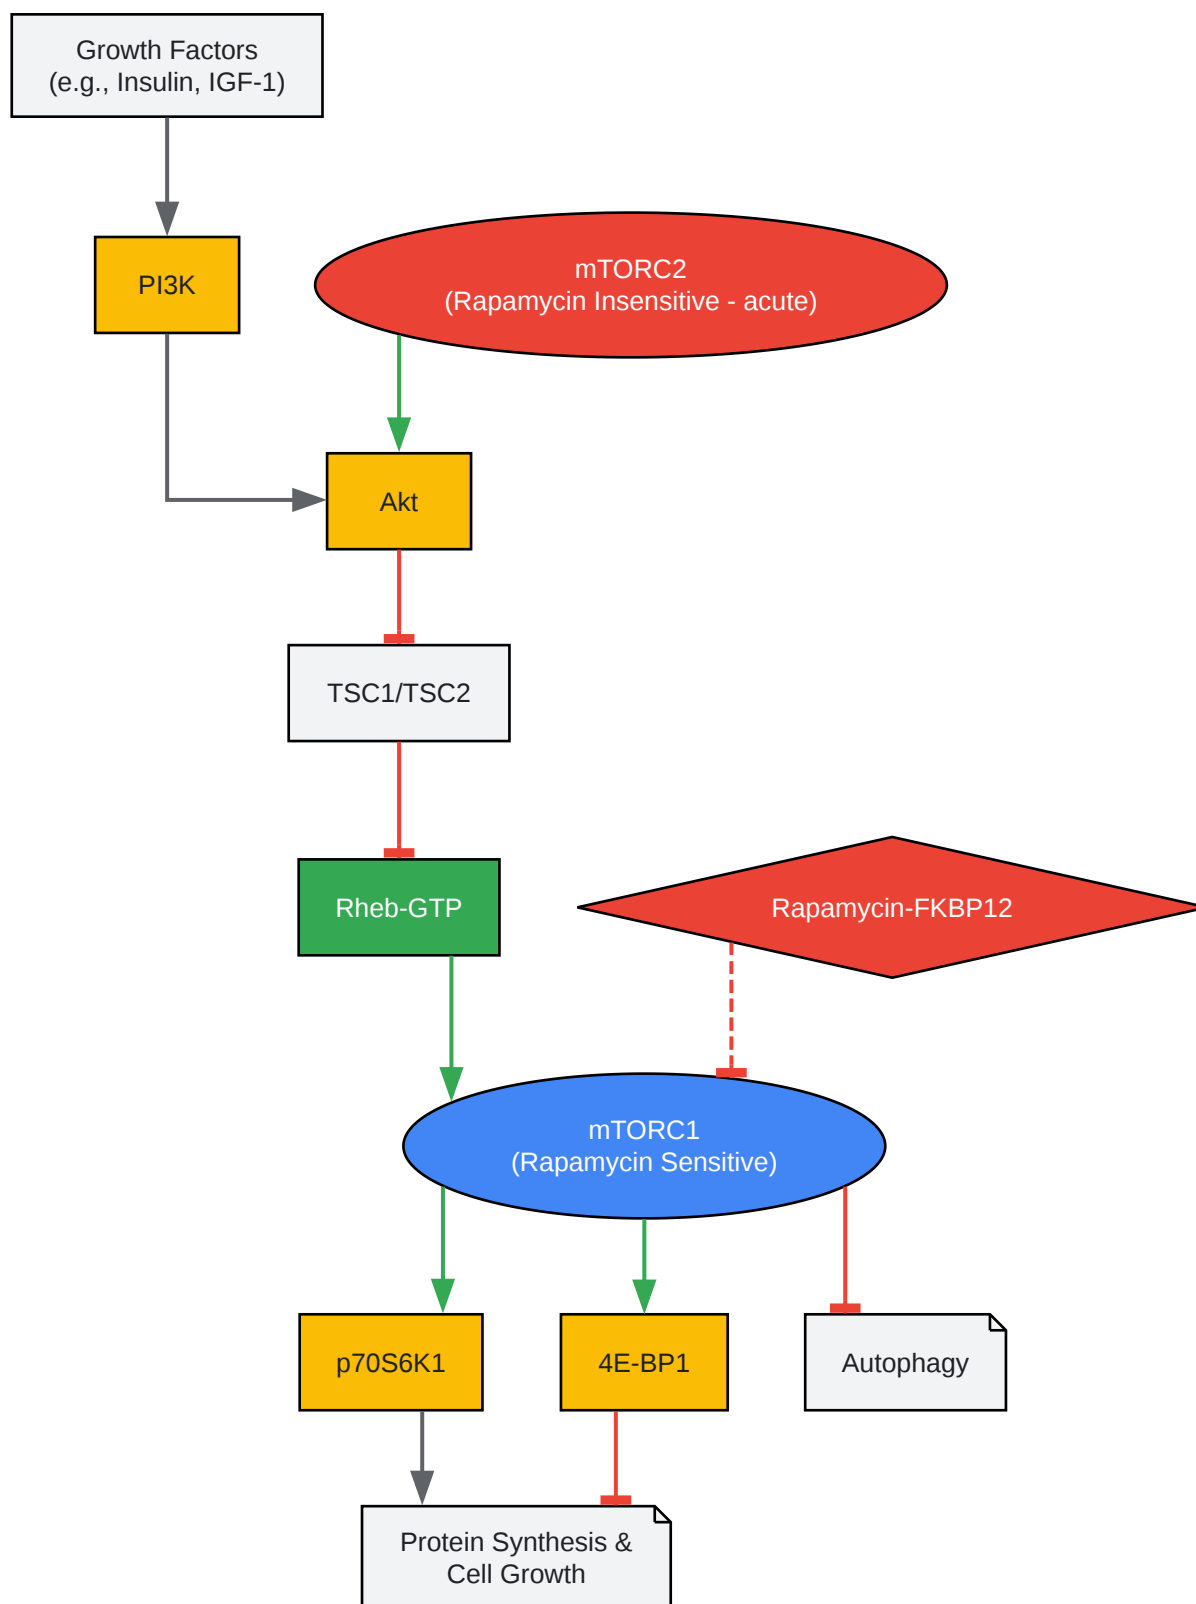 Growth Factors
(e.g., Insulin, IGF-1)
PI3K
mTORC2
(Rapamycin Insensitive - acute)
Akt
TSC1/TSC2
Rheb-GTP
Rapamycin-FKBP12
mTORC1
(Rapamycin Sensitive)
p70S6K1
4E-BP1
Autophagy
Protein Synthesis &
Cell Growth